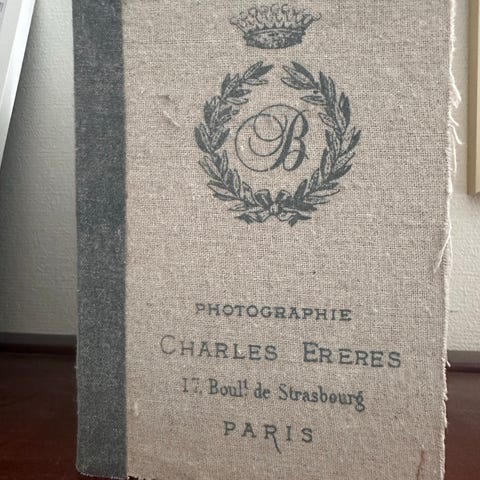 B
PHOTOGRAPHIE
CHARLES ERERES
17, Boulᵗ de Strasbourg
PARIS